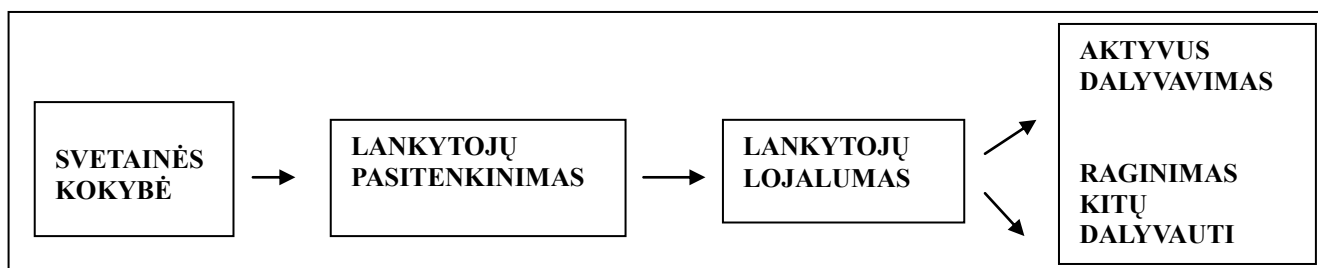 SVETAINĖS
KOKYBĖ
LANKYTOJŲ
PASITENKINIMAS
LANKYTOJŲ
LOJALUMAS
AKTYVUS
DALYVAVIMAS
RAGINIMAS
KITŲ
DALYVAUTI